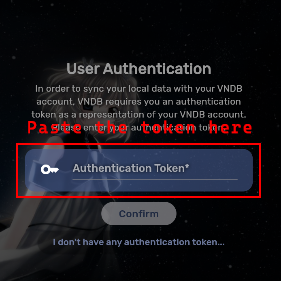 User Authentication
In order to sync your local data with your VNDB
account, VNDB requires you an authentication
token as a representation of your VNDB account.
Please enter your authentication token.
Paste the token here
Authentication Token*
Confirm
I don't have any authentication token...